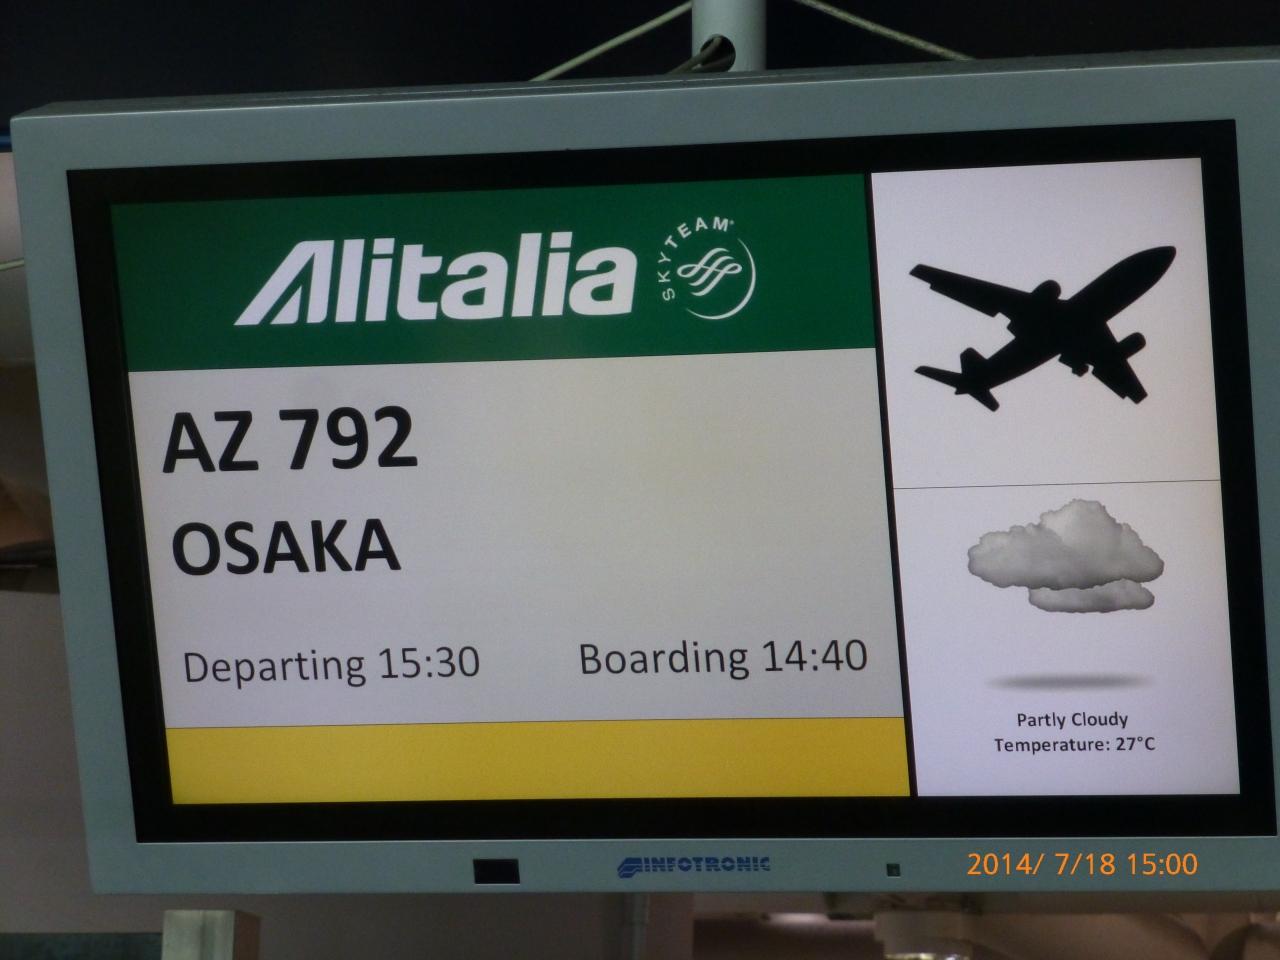 Alitalia
SKYTEAM
AZ 792
OSAKA
Departing 15:30
Boarding 14:40
Partly Cloudy
Temperature: 27°C
INFOTRONIC
2014/ 7/18 15:00